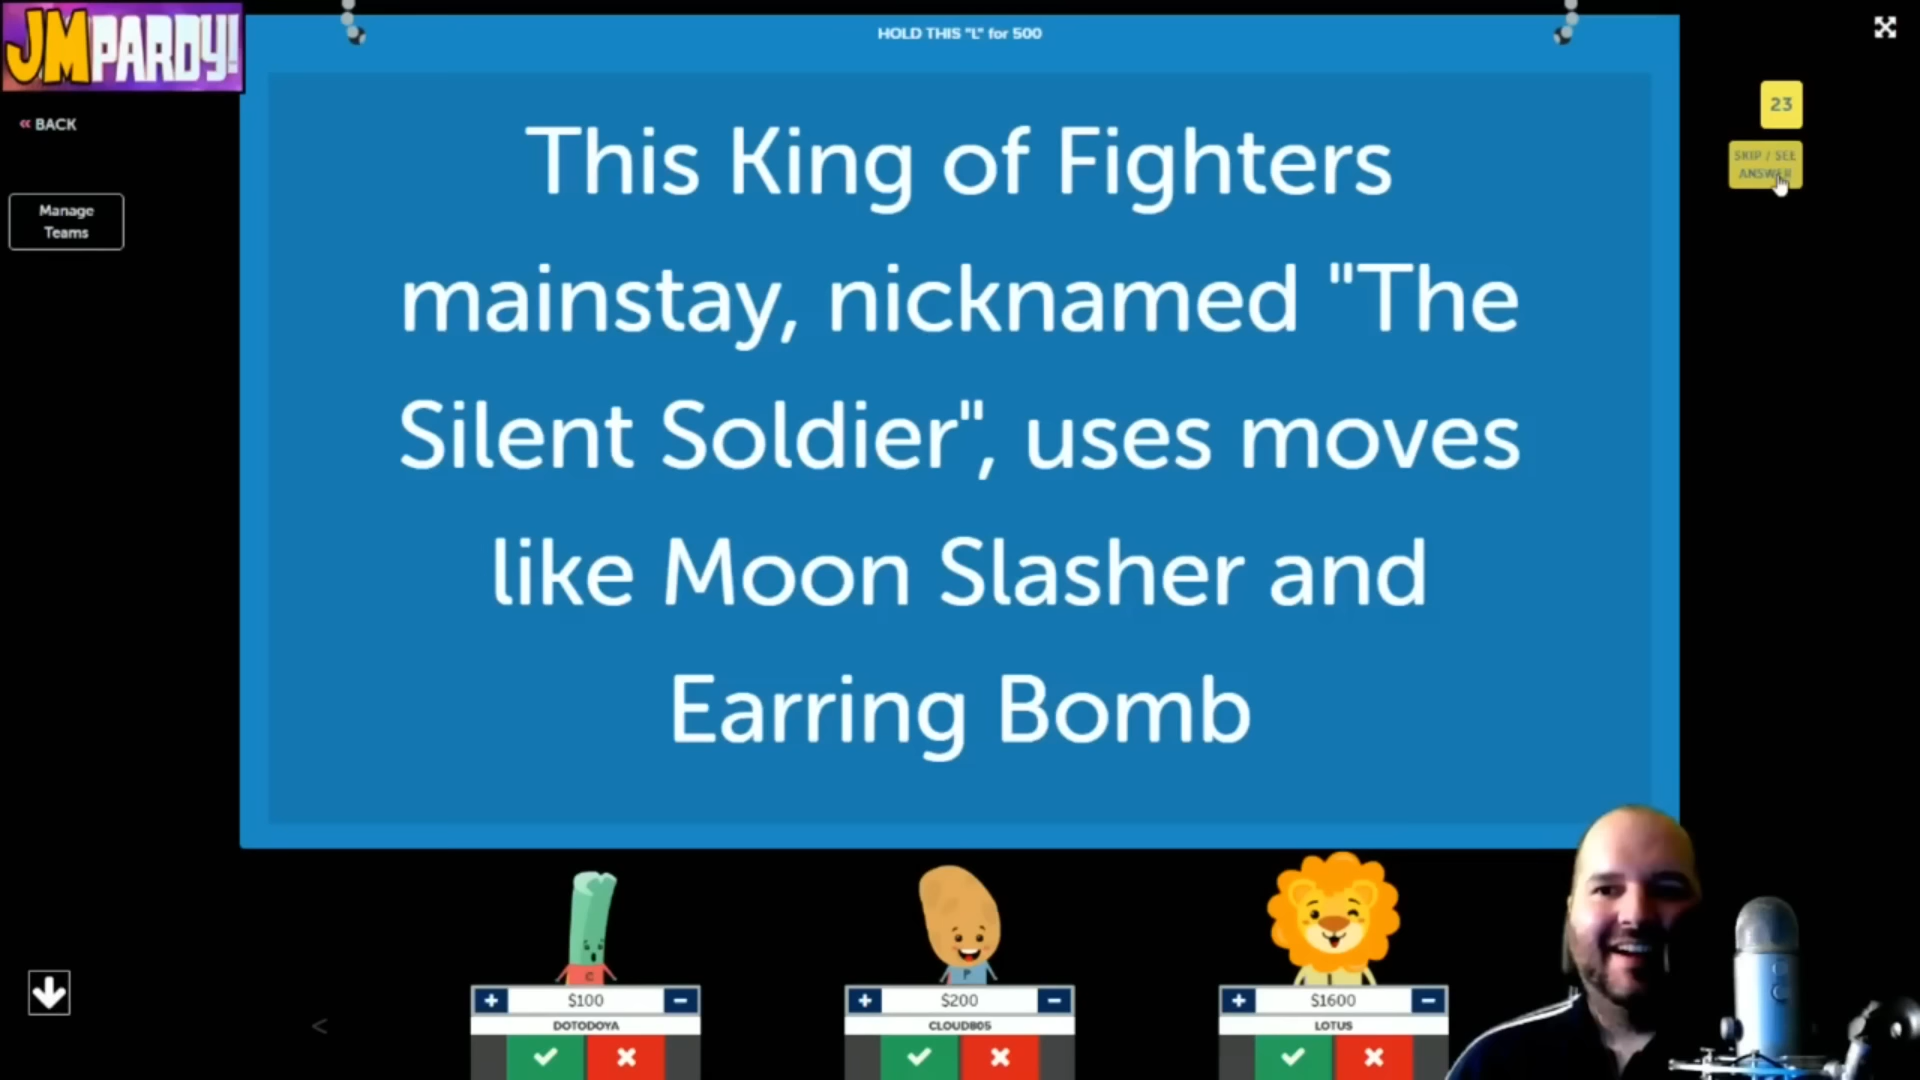 JMPARDY!
HOLD THIS "L" for 500
« BACK
23
SKIP / SEE
ANSWER
Manage
Teams
This King of Fighters
mainstay, nicknamed "The
Silent Soldier", uses moves
like Moon Slasher and
Earring Bomb
C
P
+ $100 −
+ $200 −
+ $1600 −
DOTODOYA
CLOUD805
LOTUS
<